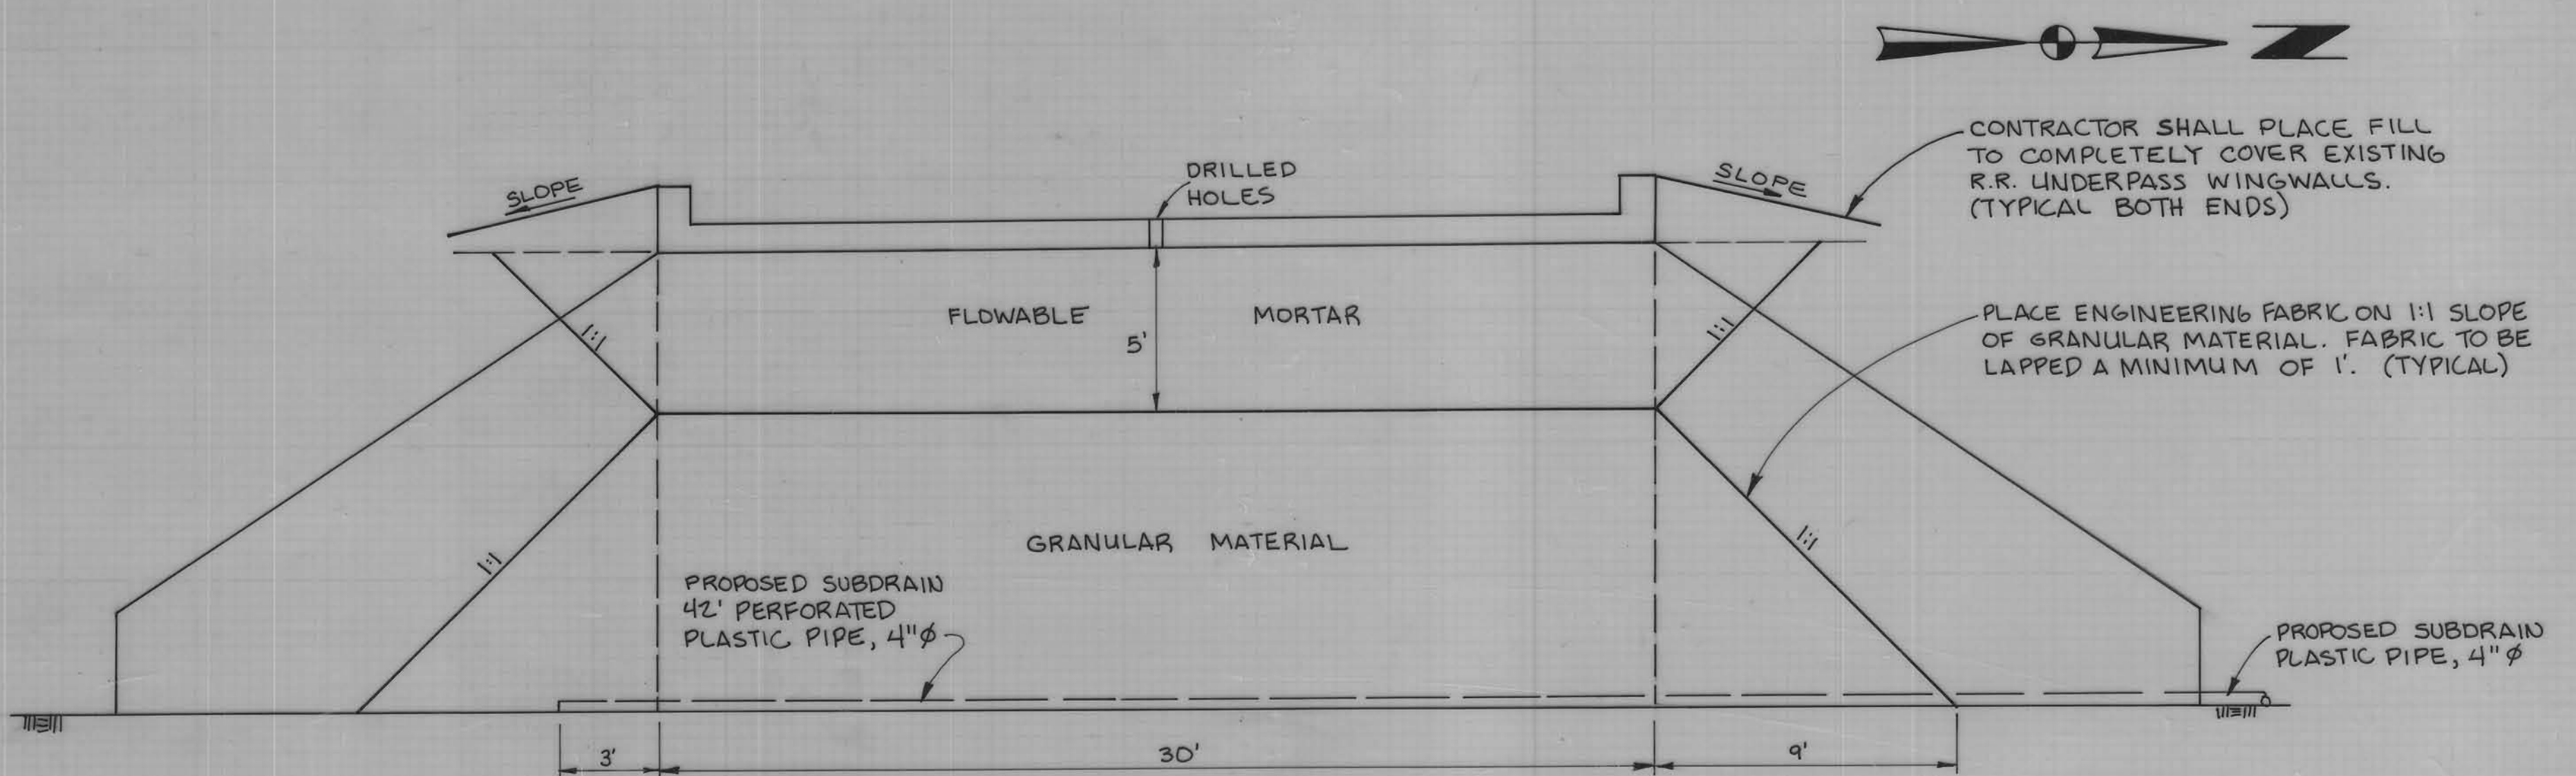 N
CONTRACTOR SHALL PLACE FILL
TO COMPLETELY COVER EXISTING
R.R. UNDERPASS WINGWALLS.
(TYPICAL BOTH ENDS)
SLOPE
DRILLED
HOLES
SLOPE
FLOWABLE MORTAR
5'
1:1
1:1
PLACE ENGINEERING FABRIC ON 1:1 SLOPE
OF GRANULAR MATERIAL. FABRIC TO BE
LAPPED A MINIMUM OF 1'. (TYPICAL)
GRANULAR MATERIAL
1:1
1:1
PROPOSED SUBDRAIN
42' PERFORATED
PLASTIC PIPE, 4"Ø
PROPOSED SUBDRAIN
PLASTIC PIPE, 4"Ø
3'
30'
9'